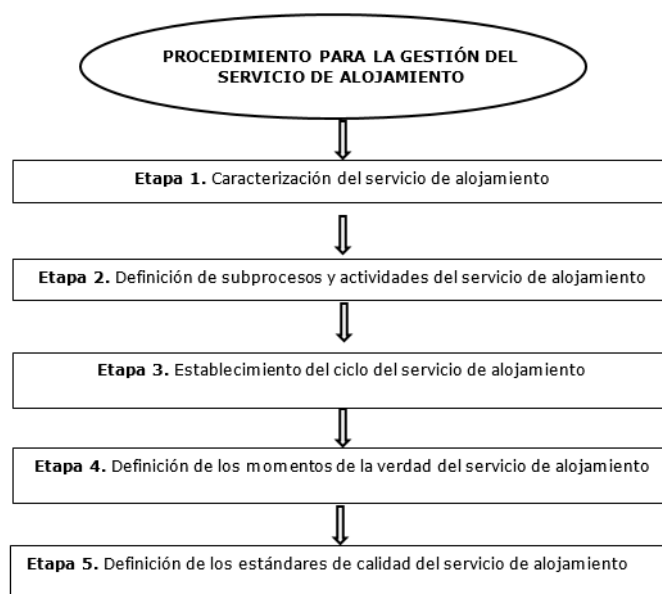 PROCEDIMIENTO PARA LA GESTIÓN DEL
SERVICIO DE ALOJAMIENTO
Etapa 1. Caracterización del servicio de alojamiento
Etapa 2. Definición de subprocesos y actividades del servicio de alojamiento
Etapa 3. Establecimiento del ciclo del servicio de alojamiento
Etapa 4. Definición de los momentos de la verdad del servicio de alojamiento
Etapa 5. Definición de los estándares de calidad del servicio de alojamiento